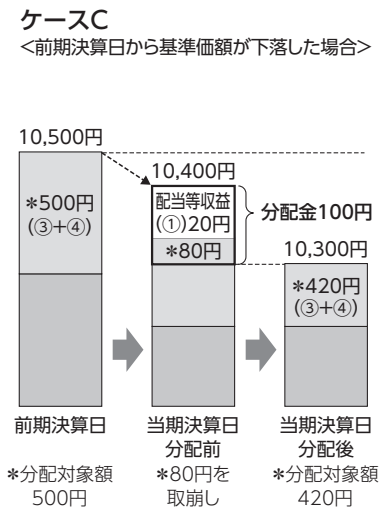 ケースC
<前期決算日から基準価額が下落した場合>
10,500円
10,400円
*500円
(③+④)
配当等収益
(①)20円
*80円
分配金100円
10,300円
*420円
(③+④)
前期決算日
当期決算日
分配前
当期決算日
分配後
*分配対象額
500円
*80円を
取崩し
*分配対象額
420円